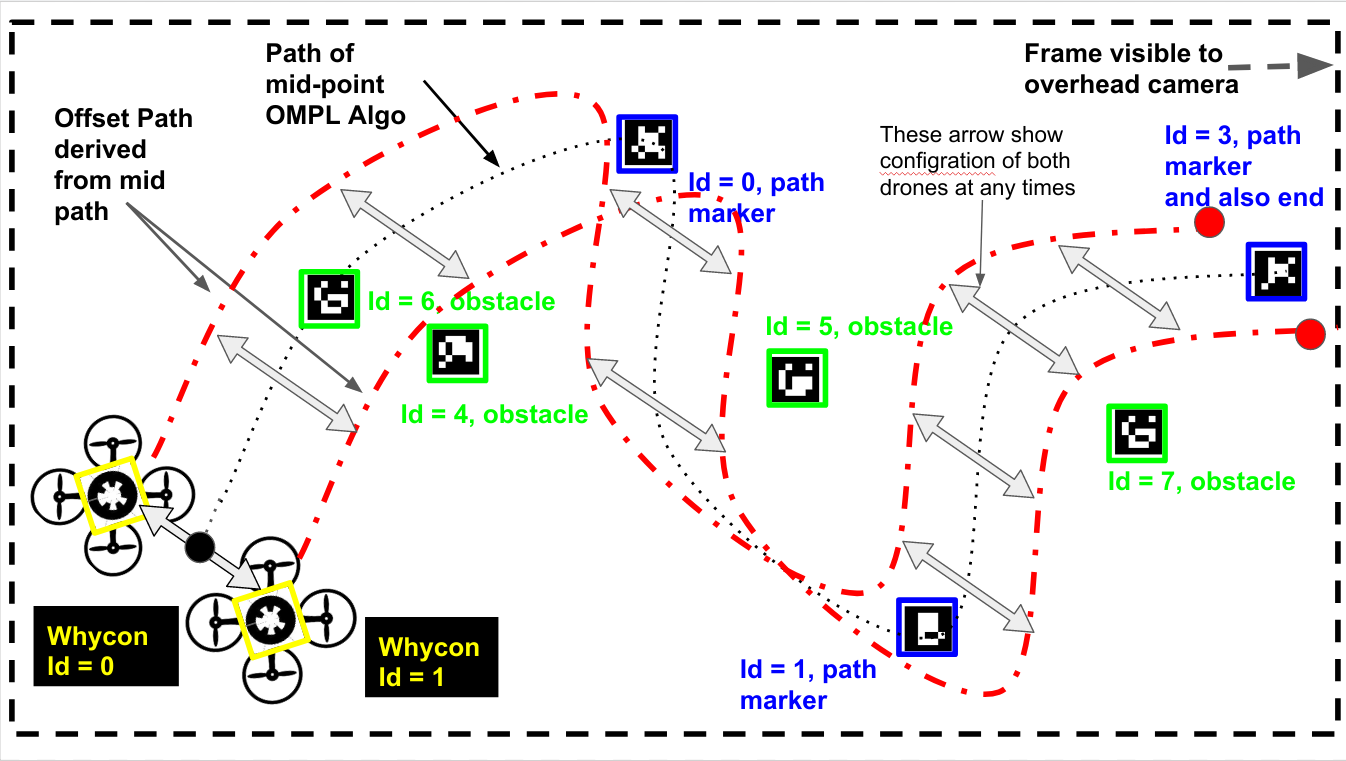 Path of
mid-point
OMPL Algo
Frame visible to
overhead camera
Offset Path
derived
from mid
path
These arrow show
configration of both
drones at any times
Id = 3, path
marker
and also end
Id = 0, path
marker
Id = 6, obstacle
Id = 5, obstacle
Id = 4, obstacle
Id = 7, obstacle
Whycon
Id = 0
Whycon
Id = 1
Id = 1, path
marker